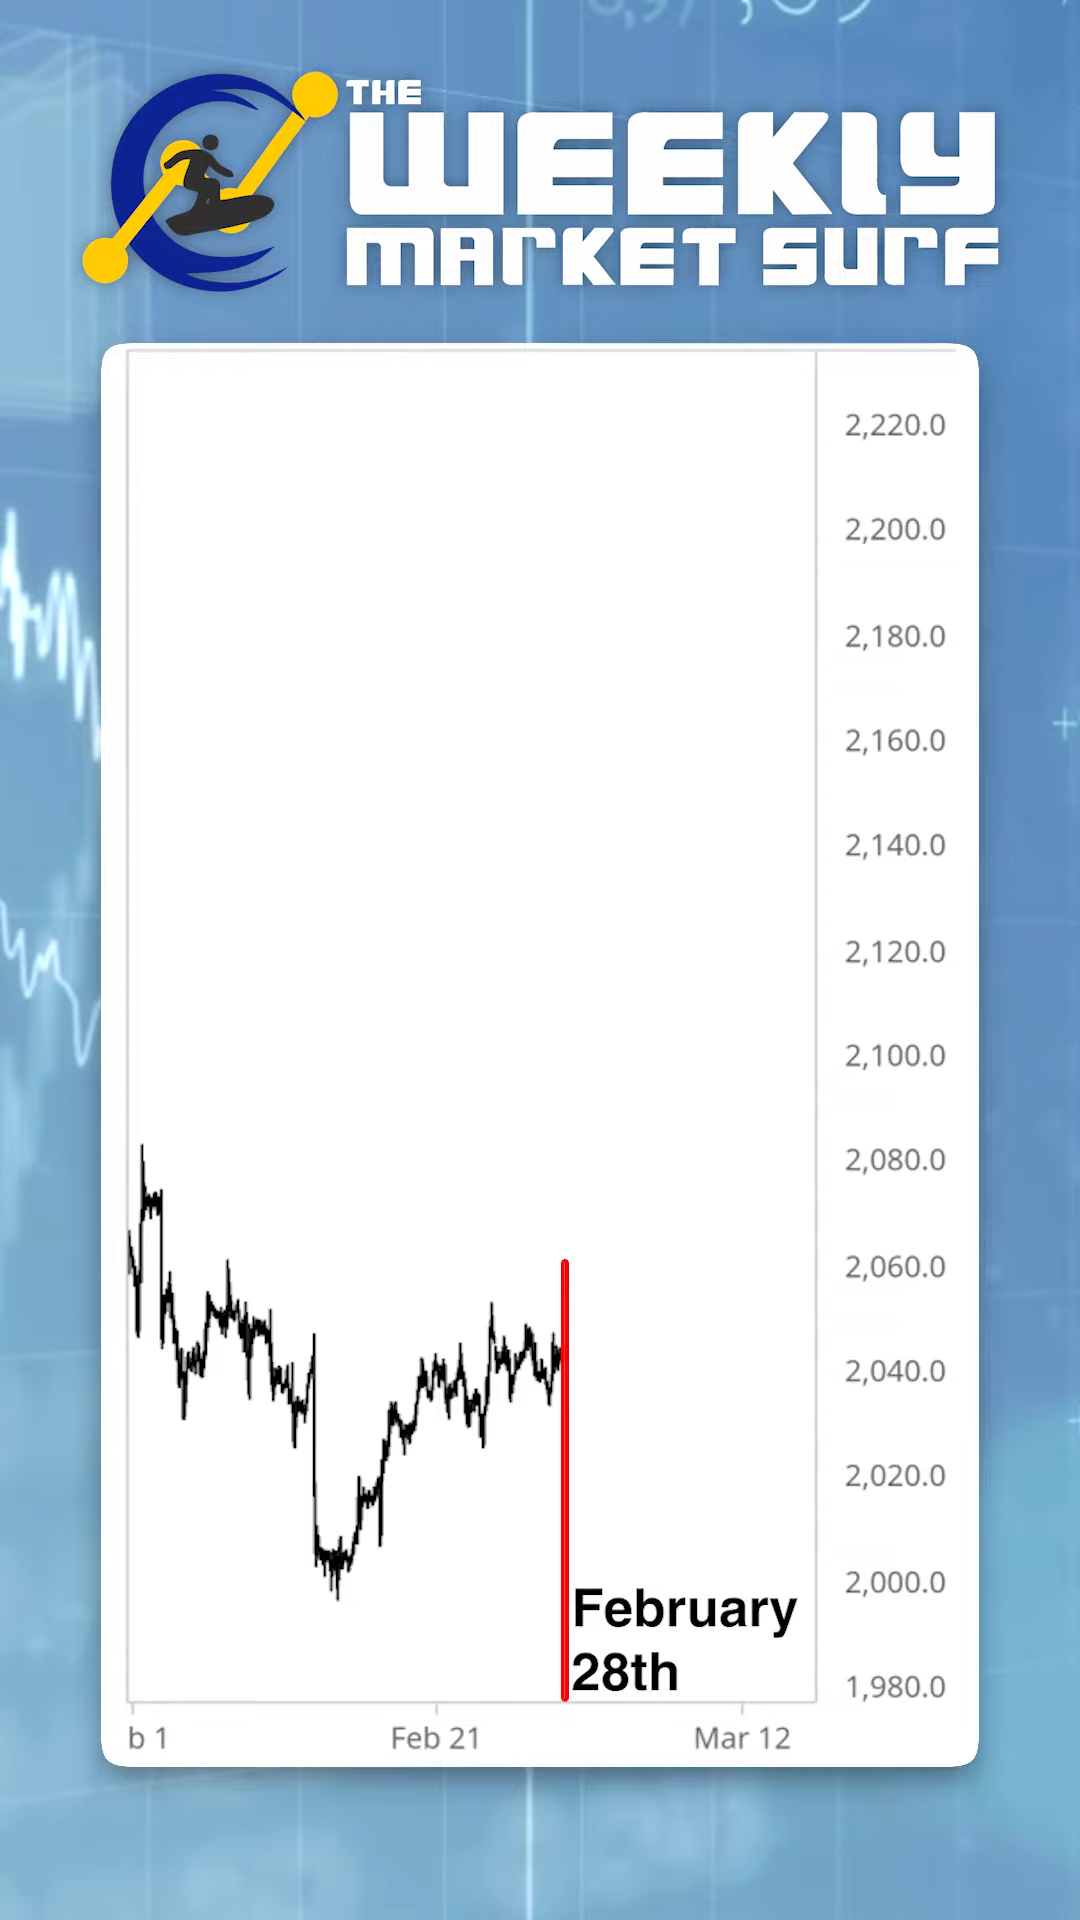 THE
WEEKLY
MARKET SURF
2,220.0
2,200.0
2,180.0
2,160.0
2,140.0
2,120.0
2,100.0
2,080.0
2,060.0
2,040.0
2,020.0
2,000.0
1,980.0
February
28th
b 1 Feb 21 Mar 12